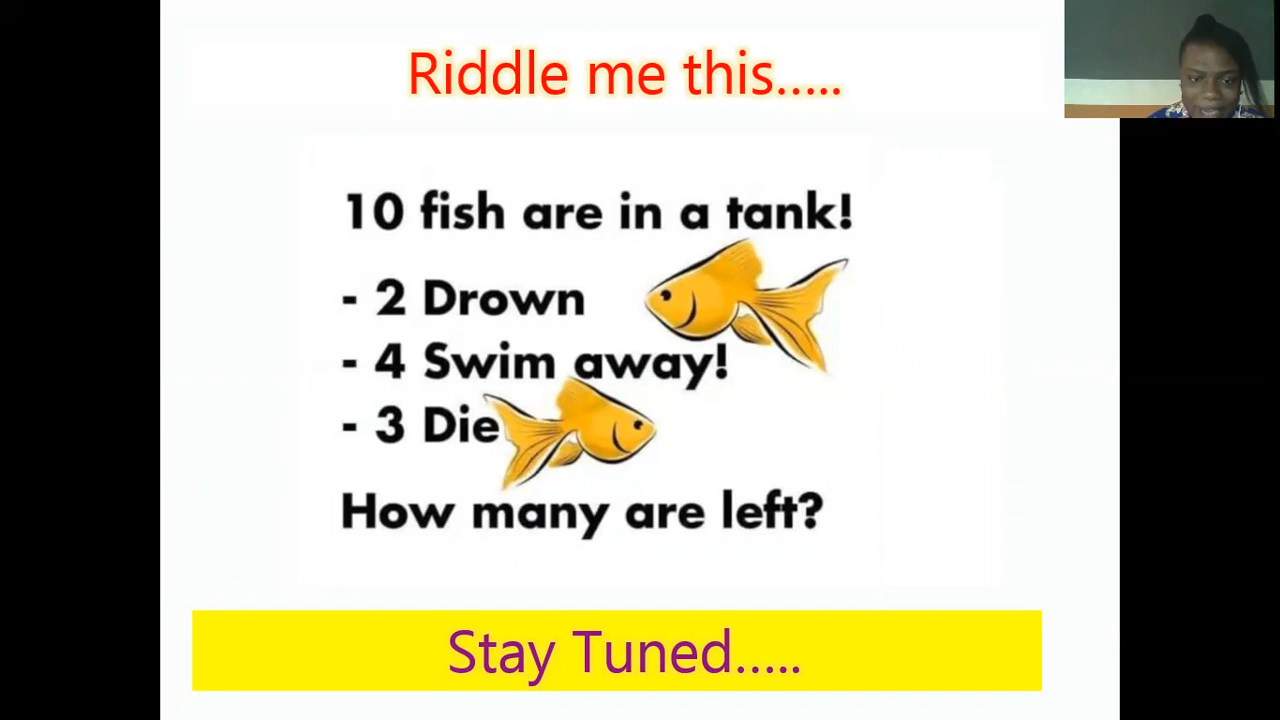 Riddle me this.....
10 fish are in a tank!
- 2 Drown
- 4 Swim away!
- 3 Die
How many are left?
Stay Tuned.....